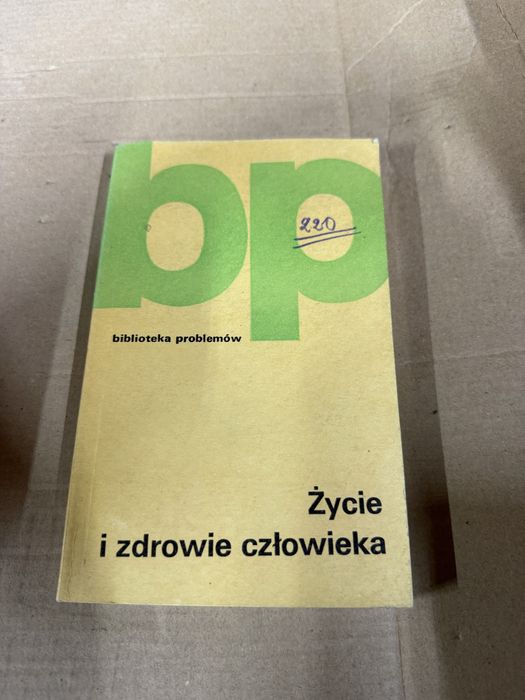 bp
220
biblioteka problemów
Życie
i zdrowie człowieka